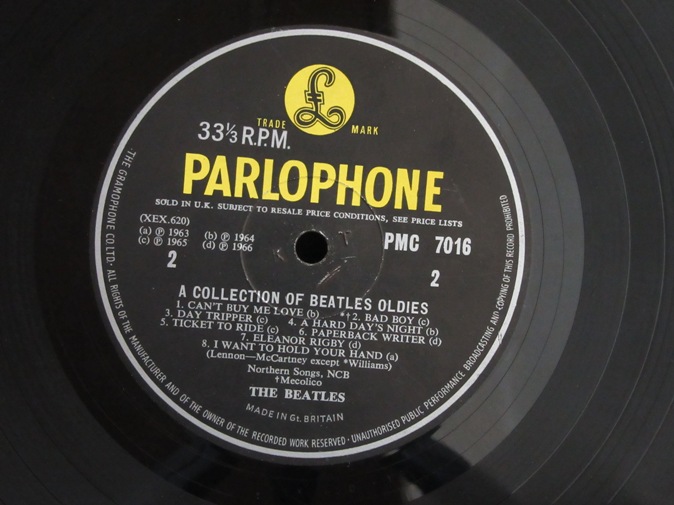 £
TRADE MARK
33⅓ R.P.M.
PARLOPHONE
SOLD IN U.K. SUBJECT TO RESALE PRICE CONDITIONS, SEE PRICE LISTS
(XEX.620)
(a) ℗ 1963 (b) ℗ 1964
(c) ℗ 1965 (d) ℗ 1966
2
PMC 7016
2
A COLLECTION OF BEATLES OLDIES
1. CAN'T BUY ME LOVE (b) *†2. BAD BOY (c)
3. DAY TRIPPER (c) 4. A HARD DAY'S NIGHT (b)
5. TICKET TO RIDE (c) 6. PAPERBACK WRITER (d)
7. ELEANOR RIGBY (d)
8. I WANT TO HOLD YOUR HAND (a)
(Lennon—McCartney except *Williams)
Northern Songs, NCB
†Mecolico
THE BEATLES
MADE IN Gt. BRITAIN
THE GRAMOPHONE CO. LTD. · ALL RIGHTS OF THE MANUFACTURER AND OF THE OWNER OF THE RECORDED WORK RESERVED · UNAUTHORISED PUBLIC PERFORMANCE BROADCASTING AND COPYING OF THIS RECORD PROHIBITED